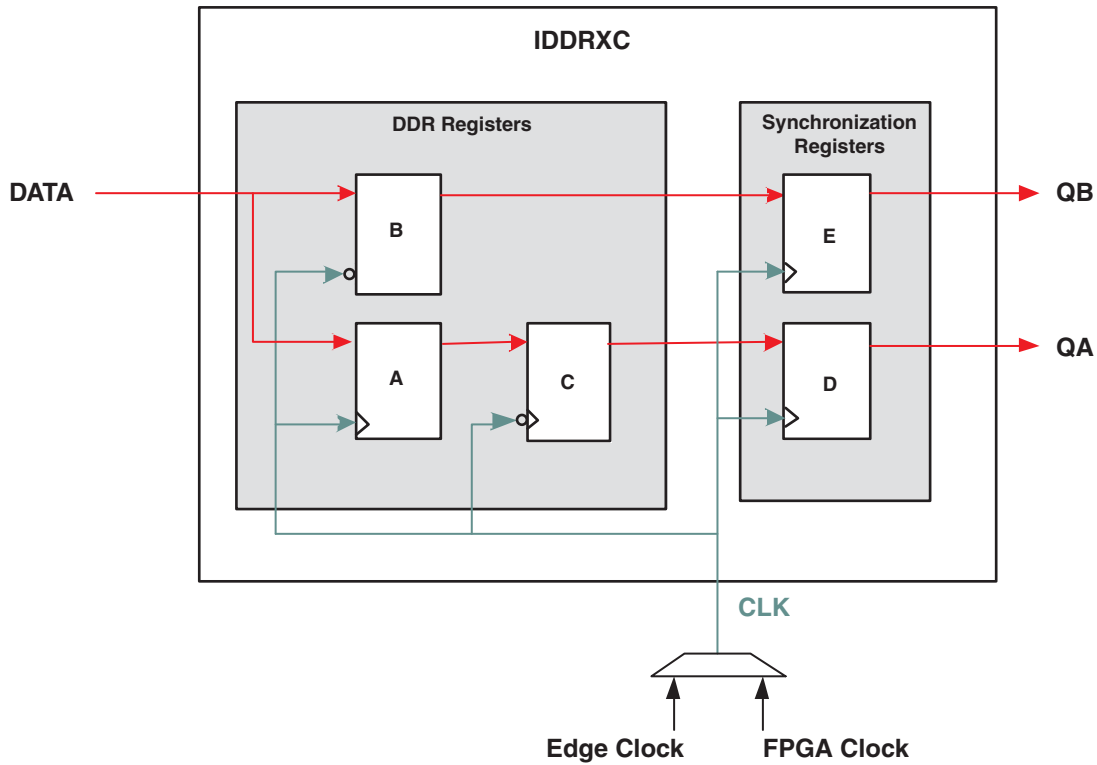 IDDRXC
DDR Registers
Synchronization
Registers
DATA
B
E
QB
A
C
D
QA
CLK
Edge Clock
FPGA Clock